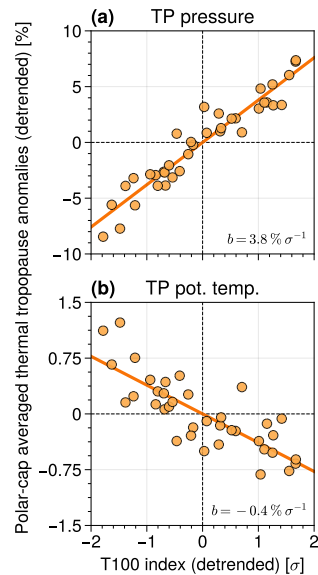 (a) TP pressure
Polar-cap averaged thermal tropopause anomalies (detrended) [%]
10
5
0
−5
−10
b = 3.8 % σ⁻¹
(b) TP pot. temp.
1.5
0.75
0
−0.75
−1.5
b = −0.4 % σ⁻¹
−2 −1 0 1 2
T100 index (detrended) [σ]